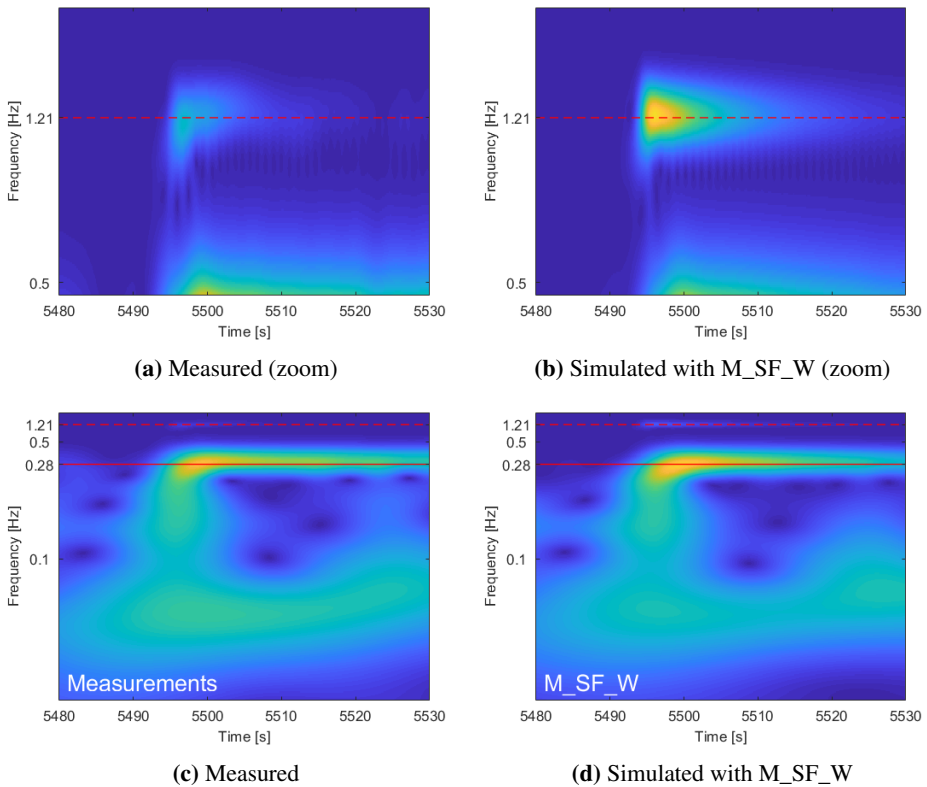 Frequency [Hz]
1.21
0.5
5480 5490 5500 5510 5520 5530
Time [s]
(a) Measured (zoom)
Frequency [Hz]
1.21
0.5
5480 5490 5500 5510 5520 5530
Time [s]
(b) Simulated with M_SF_W (zoom)
Frequency [Hz]
1.21
0.5
0.28
0.1
Measurements
5480 5490 5500 5510 5520 5530
Time [s]
(c) Measured
Frequency [Hz]
1.21
0.5
0.28
0.1
M_SF_W
5480 5490 5500 5510 5520 5530
Time [s]
(d) Simulated with M_SF_W